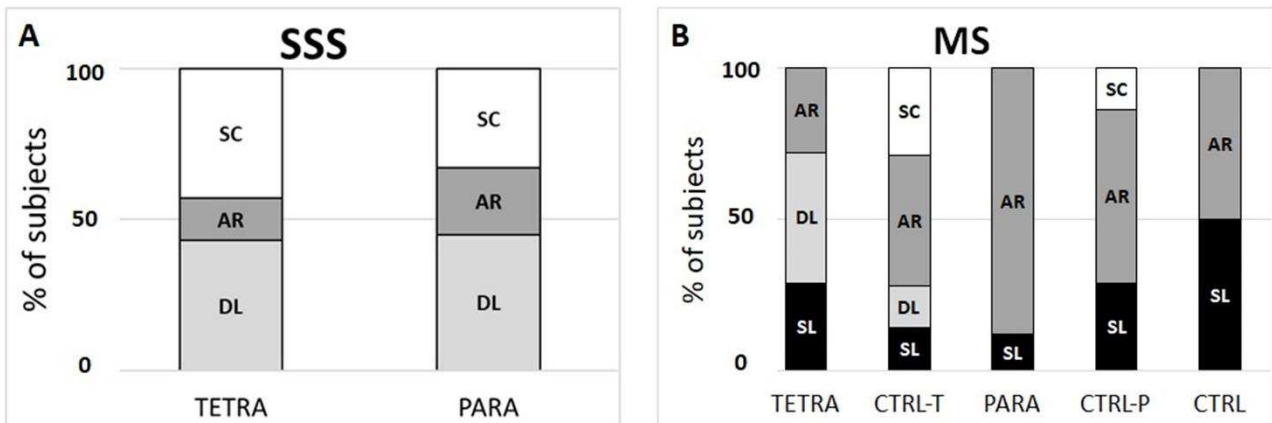 A
SSS
% of subjects
100
50
0
SC
AR
DL
SC
AR
DL
TETRA PARA
B
MS
% of subjects
100
50
0
AR
DL
SL
SC
AR
DL
SL
AR
SL
SC
AR
SL
AR
SL
TETRA CTRL-T PARA CTRL-P CTRL